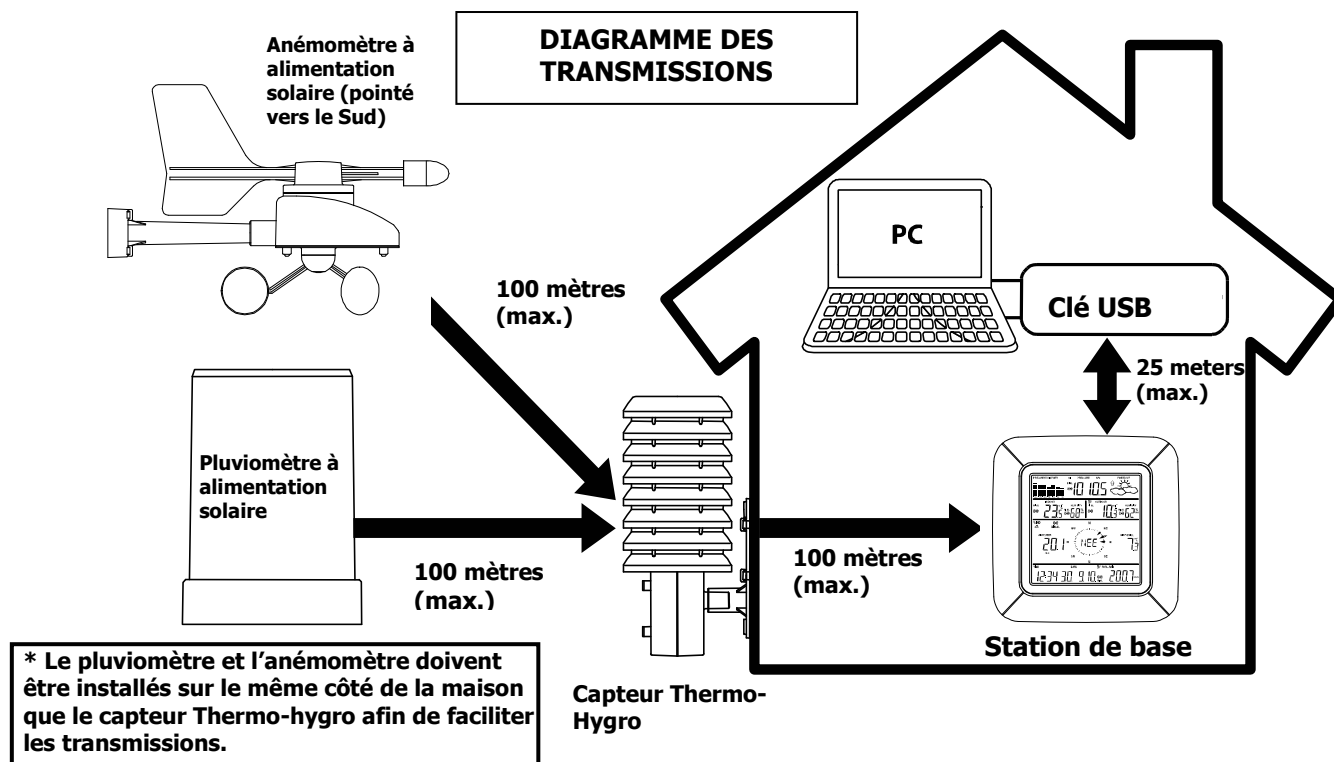 DIAGRAMME DES
TRANSMISSIONS
Anémomètre à
alimentation
solaire (pointé
vers le Sud)
PC
Clé USB
100 mètres
(max.)
25 meters
(max.)
Pluviomètre à
alimentation
solaire
100 mètres
(max.)
100 mètres
(max.)
Station de base
Capteur Thermo-
Hygro
* Le pluviomètre et l’anémomètre doivent
être installés sur le même côté de la maison
que le capteur Thermo-hygro afin de faciliter
les transmissions.